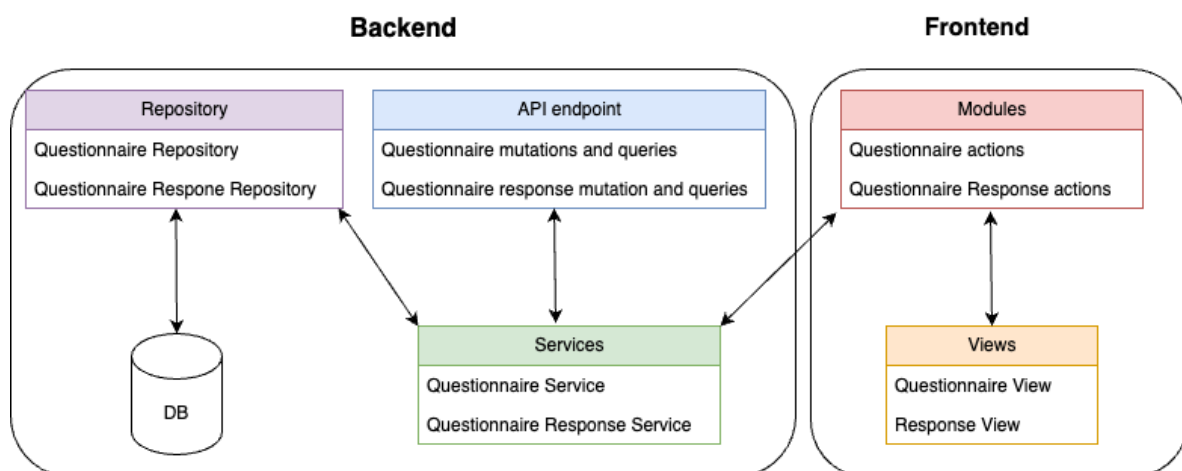 Backend
Frontend
Repository
Questionnaire Repository
Questionnaire Respone Repository
API endpoint
Questionnaire mutations and queries
Questionnaire response mutation and queries
Modules
Questionnaire actions
Questionnaire Response actions
DB
Services
Questionnaire Service
Questionnaire Response Service
Views
Questionnaire View
Response View